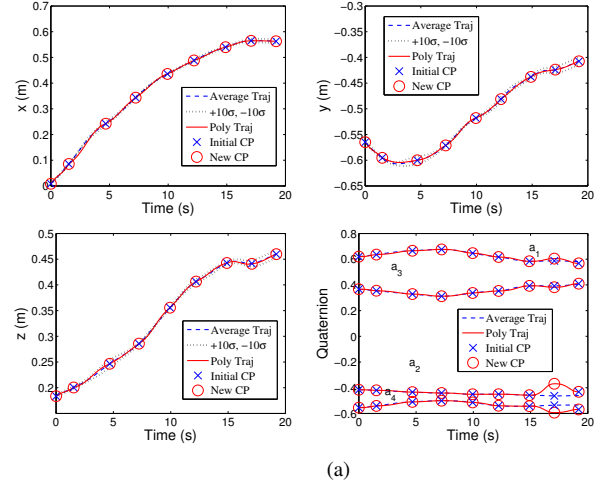 x (m)
0.6
0.5
0.4
0.3
0.2
0.1
0
Average Traj
+10σ, −10σ
Poly Traj
Initial CP
New CP
0 5 10 15 20
Time (s)
y (m)
−0.3
−0.35
−0.4
−0.45
−0.5
−0.55
−0.6
−0.65
Average Traj
+10σ, −10σ
Poly Traj
Initial CP
New CP
0 5 10 15 20
Time (s)
z (m)
0.5
0.45
0.4
0.35
0.3
0.25
0.2
Average Traj
+10σ, −10σ
Poly Traj
Initial CP
New CP
0 5 10 15 20
Time (s)
Quaternion
0.8
0.6
0.4
0.2
0
−0.2
−0.4
−0.6
a1
a3
a2
a4
Average Traj
Poly Traj
Initial CP
New CP
0 5 10 15 20
Time (s)
(a)